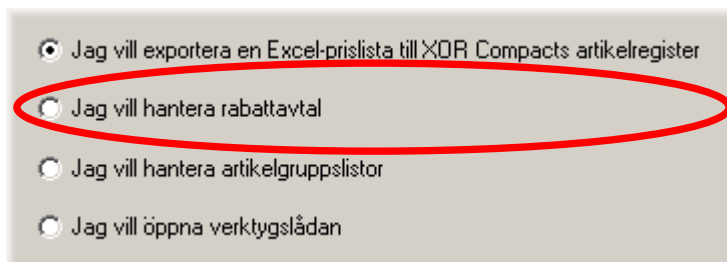 Jag vill exportera en Excel-prislista till XOR Compacts artikelregister
Jag vill hantera rabattavtal
Jag vill hantera artikelgruppslistor
Jag vill öppna verktygslådan